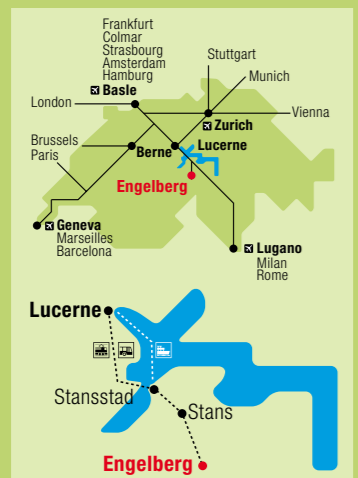 Frankfurt
Colmar
Strasbourg
Amsterdam
Hamburg
Basle
Stuttgart
Munich
London
Vienna
Zurich
Brussels
Paris
Berne
Lucerne
Engelberg
Geneva
Marseilles
Barcelona
Lugano
Milan
Rome
Lucerne
Stansstad
Stans
Engelberg